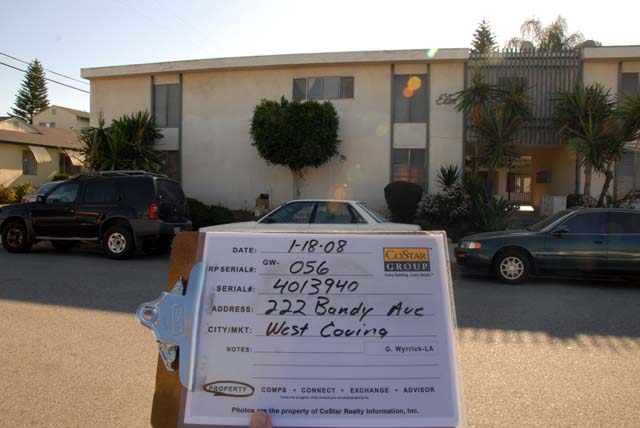 DATE: 1-18-08
RP SERIAL#: GW- 056
SERIAL#: 4013940
ADDRESS: 222 Bandy Ave
CITY/MKT: West Covina
NOTES:
G. Wyrrick-LA
COSTAR
GROUP
PROPERTY COMPS • CONNECT • EXCHANGE • ADVISOR
Photos are the property of CoStar Realty Information, Inc.